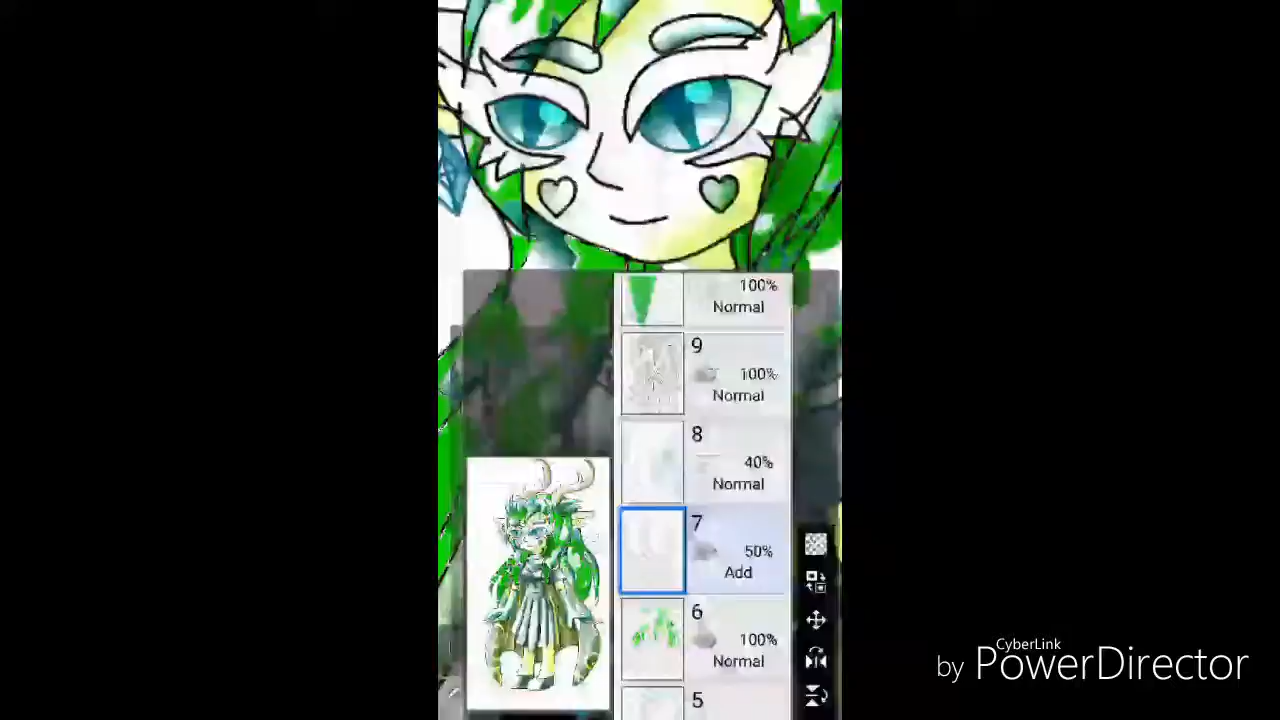 100%
Normal
9
100%
Normal
8
40%
Normal
7
50%
Add
6
100%
Normal
5
CyberLink
by PowerDirector